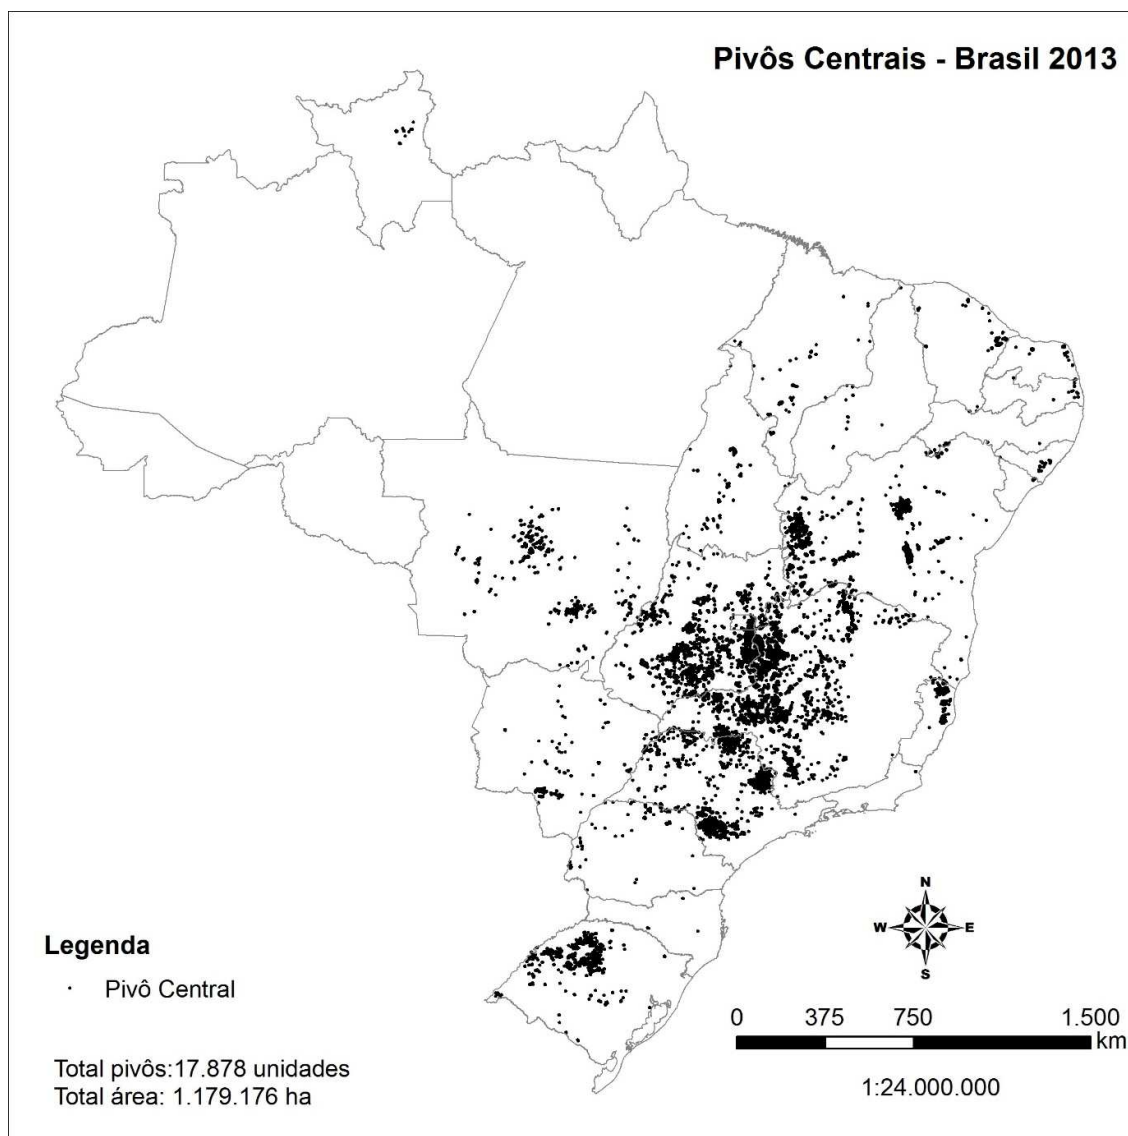 Pivôs Centrais - Brasil 2013
N
W E
S
Legenda
Pivô Central
0 375 750 1.500
km
Total pivôs:17.878 unidades
Total área: 1.179.176 ha
1:24.000.000